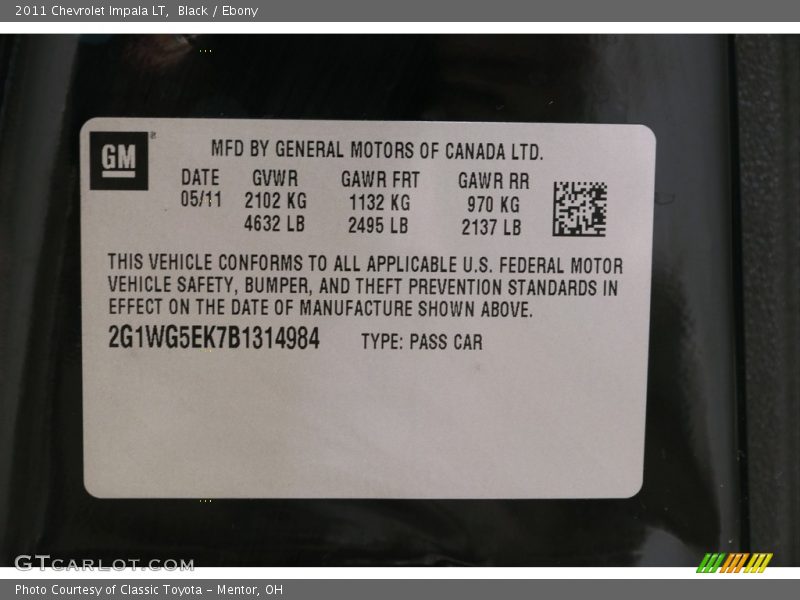 2011 Chevrolet Impala LT, Black / Ebony
GM ®
MFD BY GENERAL MOTORS OF CANADA LTD.
DATE GVWR GAWR FRT GAWR RR
05/11 2102 KG 1132 KG 970 KG
4632 LB 2495 LB 2137 LB
THIS VEHICLE CONFORMS TO ALL APPLICABLE U.S. FEDERAL MOTOR
VEHICLE SAFETY, BUMPER, AND THEFT PREVENTION STANDARDS IN
EFFECT ON THE DATE OF MANUFACTURE SHOWN ABOVE.
2G1WG5EK7B1314984 TYPE: PASS CAR
GTCARLOT.COM
Photo Courtesy of Classic Toyota - Mentor, OH